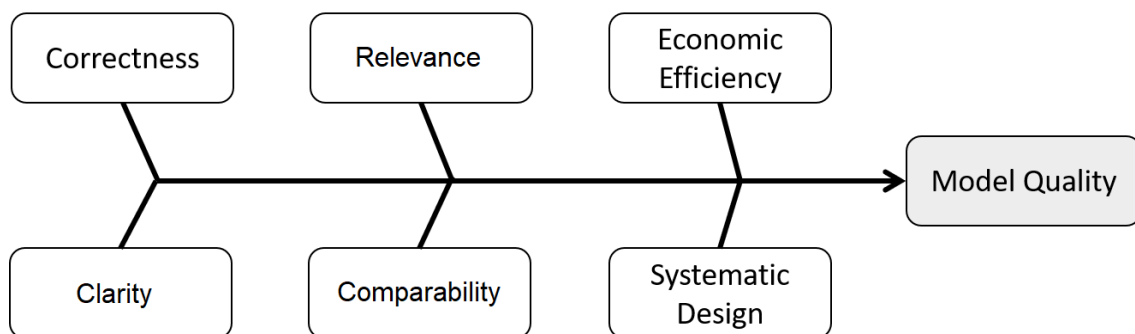 Correctness
Relevance
Economic
Efficiency
Model Quality
Clarity
Comparability
Systematic
Design